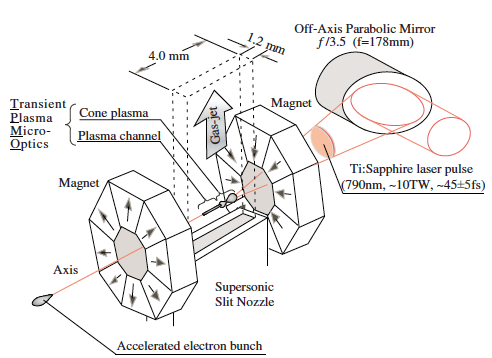 Off-Axis Parabolic Mirror
f/3.5 (f=178mm)
1.2 mm
4.0 mm
Transient
Plasma
Micro-
Optics
Cone plasma
Plasma channel
Gas-jet
Magnet
Ti:Sapphire laser pulse
(790nm, ~10TW, ~45±5fs)
Magnet
Axis
Supersonic
Slit Nozzle
Accelerated electron bunch